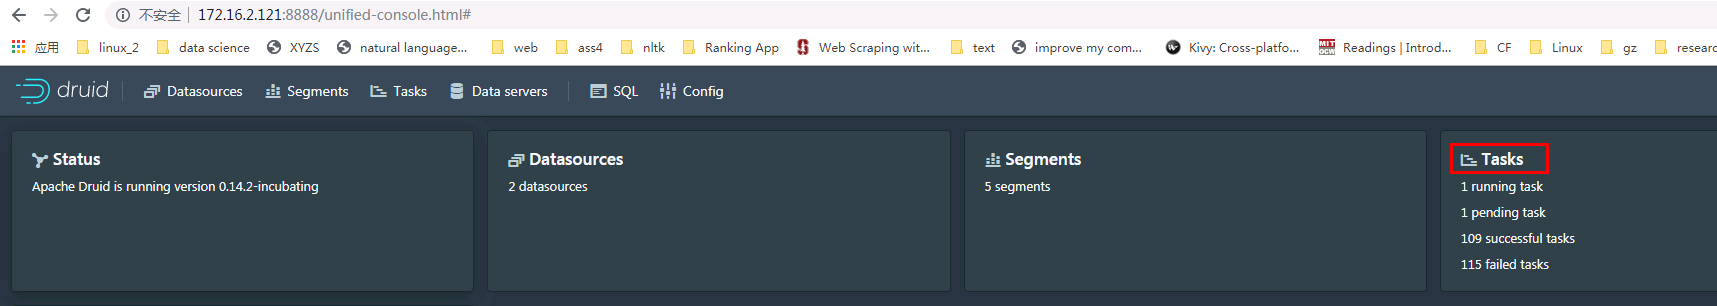 不安全 | 172.16.2.121:8888/unified-console.html#
应用 linux_2 data science XYZS natural language... web ass4 nltk Ranking App Web Scraping wit... text improve my com... Kivy: Cross-platfo... MIT OCW Readings | Introd... CF Linux gz researc
druid Datasources Segments Tasks Data servers SQL Config
Status
Apache Druid is running version 0.14.2-incubating
Datasources
2 datasources
Segments
5 segments
Tasks
1 running task
1 pending task
109 successful tasks
115 failed tasks